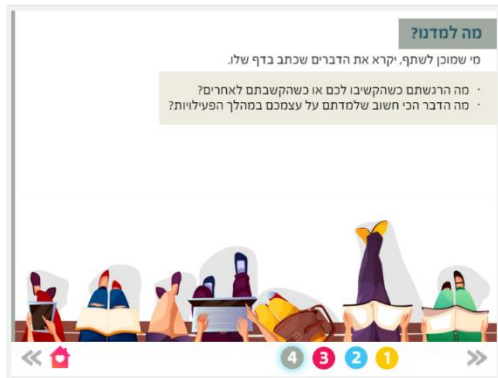 מה למדנו?
מי שמוכן לשתף, יקרא את הדברים שכתב בדף שלו.
· מה הרגשתם כשהקשיבו לכם או כשהקשבתם לאחרים?
· מה הדבר הכי חשוב שלמדתם על עצמכם במהלך הפעילויות?
4 3 2 1